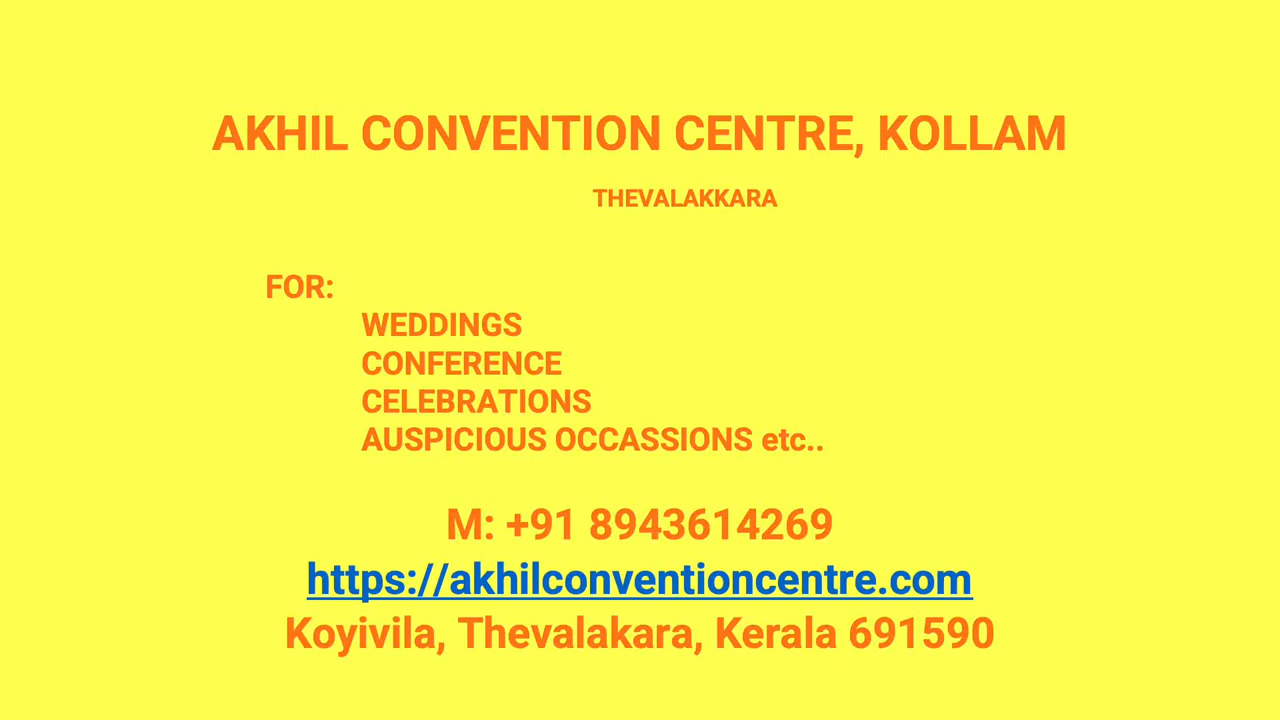 AKHIL CONVENTION CENTRE, KOLLAM
THEVALAKKARA
FOR:
WEDDINGS
CONFERENCE
CELEBRATIONS
AUSPICIOUS OCCASSIONS etc..
M: +91 8943614269
https://akhilconventioncentre.com
Koyivila, Thevalakara, Kerala 691590